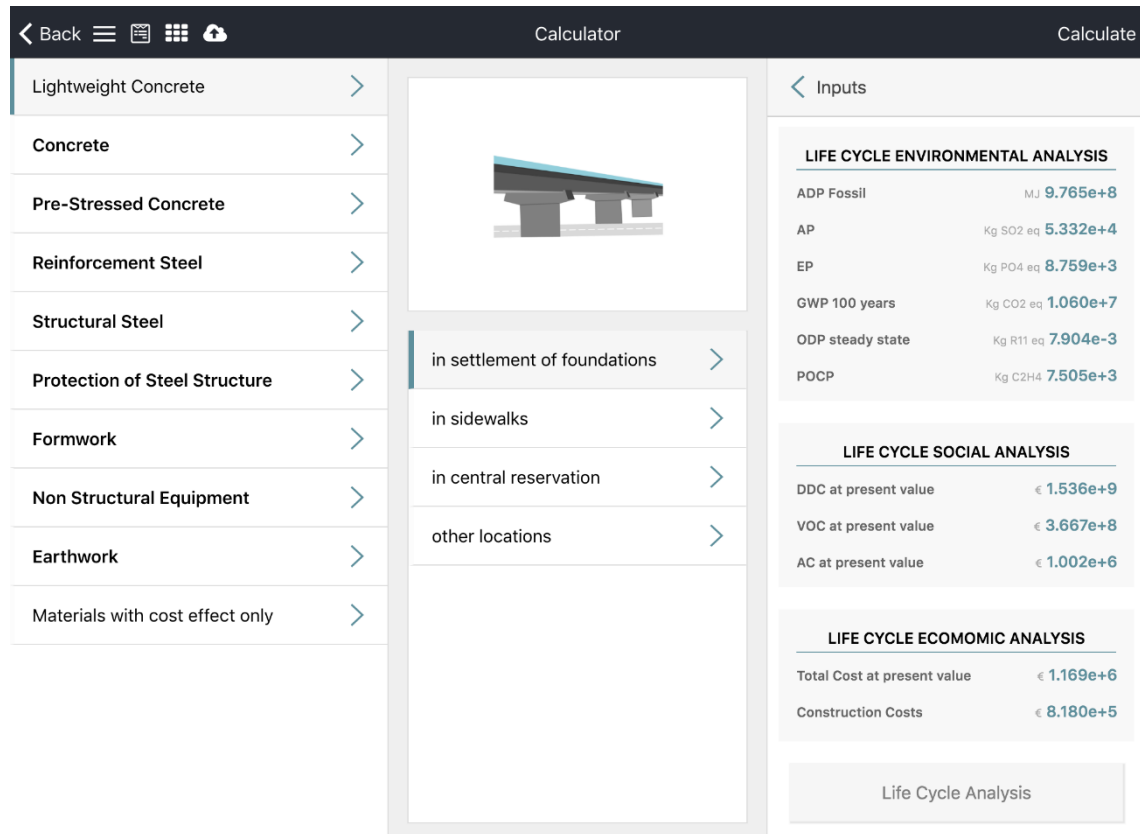 Back
Calculator
Calculate
Lightweight Concrete
Concrete
Pre-Stressed Concrete
Reinforcement Steel
Structural Steel
Protection of Steel Structure
Formwork
Non Structural Equipment
Earthwork
Materials with cost effect only
in settlement of foundations
in sidewalks
in central reservation
other locations
Inputs
LIFE CYCLE ENVIRONMENTAL ANALYSIS
ADP Fossil MJ 9.765e+8
AP Kg SO2 eq 5.332e+4
EP Kg PO4 eq 8.759e+3
GWP 100 years Kg CO2 eq 1.060e+7
ODP steady state Kg R11 eq 7.904e-3
POCP Kg C2H4 7.505e+3
LIFE CYCLE SOCIAL ANALYSIS
DDC at present value € 1.536e+9
VOC at present value € 3.667e+8
AC at present value € 1.002e+6
LIFE CYCLE ECOMOMIC ANALYSIS
Total Cost at present value € 1.169e+6
Construction Costs € 8.180e+5
Life Cycle Analysis